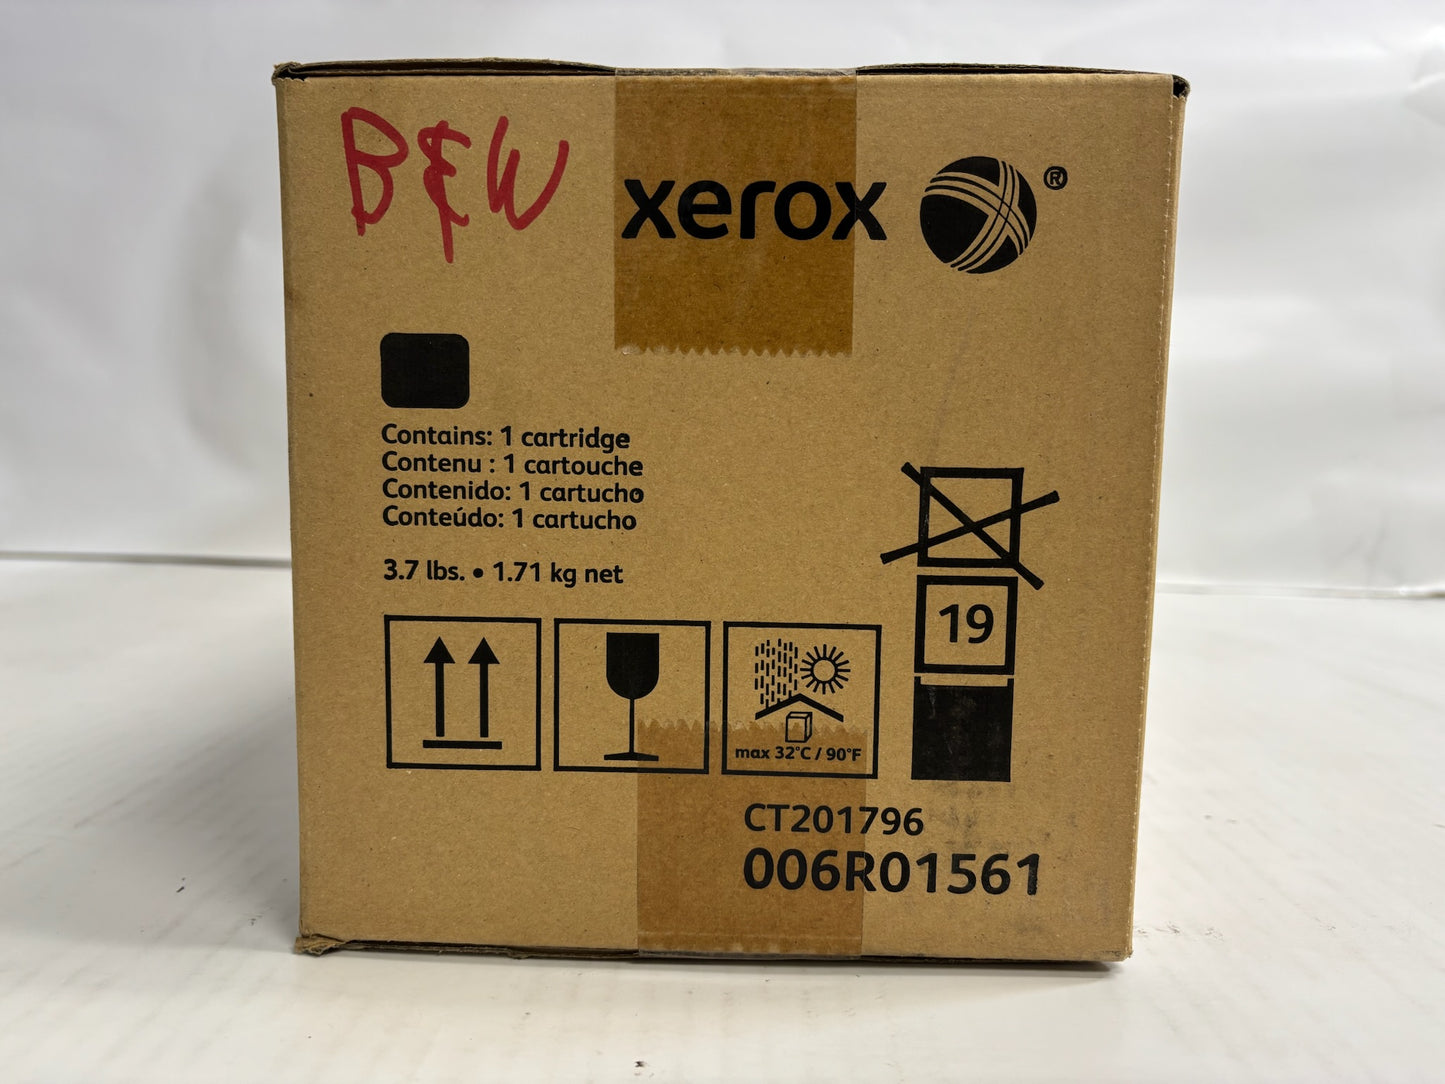 B&W
xerox ®
Contains: 1 cartridge
Contenu : 1 cartouche
Contenido: 1 cartucho
Conteúdo: 1 cartucho
3.7 lbs. • 1.71 kg net
19
max 32°C / 90°F
CT201796
006R01561